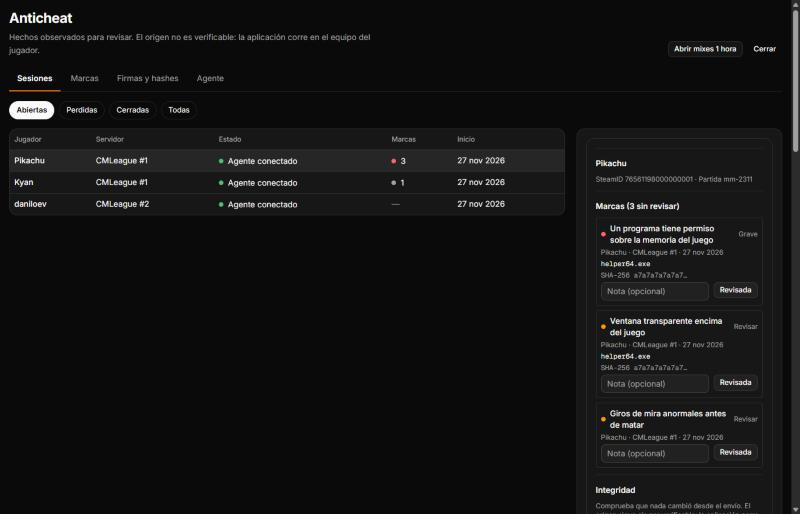 Anticheat
Hechos observados para revisar. El origen no es verificable: la aplicación corre en el equipo del
jugador.
Abrir mixes 1 hora
Cerrar
Sesiones
Marcas
Firmas y hashes
Agente
Abiertas
Perdidas
Cerradas
Todas
Jugador Servidor Estado Marcas Inicio
Pikachu CMLeague #1 Agente conectado 3 27 nov 2026
Kyan CMLeague #1 Agente conectado 1 27 nov 2026
daniloev CMLeague #2 Agente conectado — 27 nov 2026
Pikachu
SteamID 76561198000000001 · Partida mm-2311
Marcas (3 sin revisar)
Un programa tiene permiso
sobre la memoria del juego
Grave
Pikachu · CMLeague #1 · 27 nov 2026
helper64.exe
SHA-256 a7a7a7a7a7a7…
Nota (opcional)
Revisada
Ventana transparente encima
del juego
Revisar
Pikachu · CMLeague #1 · 27 nov 2026
helper64.exe
SHA-256 a7a7a7a7a7a7…
Nota (opcional)
Revisada
Giros de mira anormales antes
de matar
Revisar
Pikachu · CMLeague #1 · 27 nov 2026
Nota (opcional)
Revisada
Integridad
Comprueba que nada cambió desde el envío. El